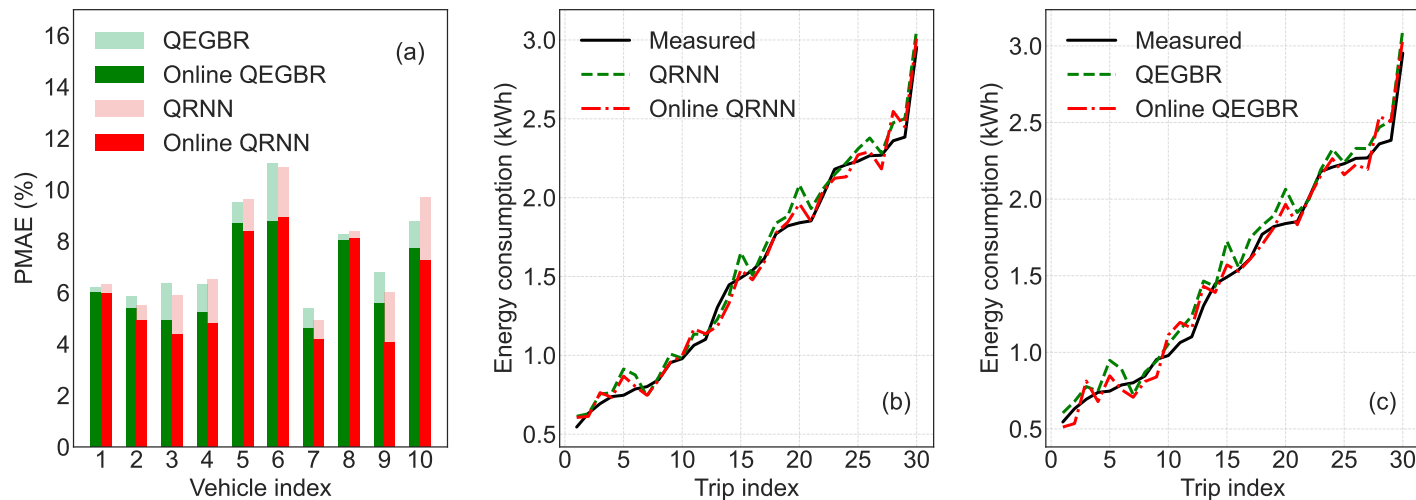 QEGBR
Online QEGBR
QRNN
Online QRNN
(a)
PMAE (%)
16
14
12
10
8
6
4
2
0
1 2 3 4 5 6 7 8 9 10
Vehicle index
Measured
QRNN
Online QRNN
(b)
Energy consumption (kWh)
3.0
2.5
2.0
1.5
1.0
0.5
0 5 10 15 20 25 30
Trip index
Measured
QEGBR
Online QEGBR
(c)
Energy consumption (kWh)
3.0
2.5
2.0
1.5
1.0
0.5
0 5 10 15 20 25 30
Trip index